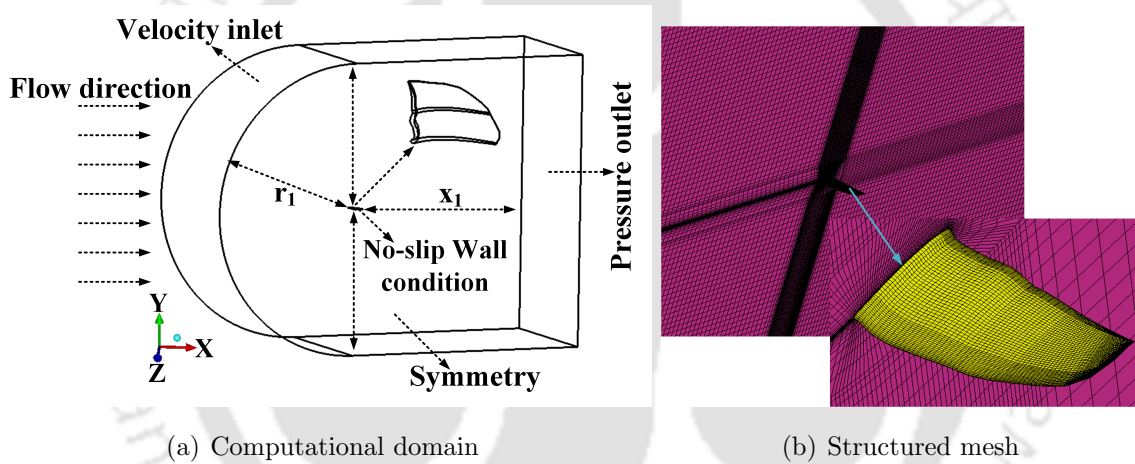 Velocity inlet
Flow direction
r1
x1
Pressure outlet
No-slip Wall
condition
Y
X
Z
Symmetry
(a) Computational domain
(b) Structured mesh